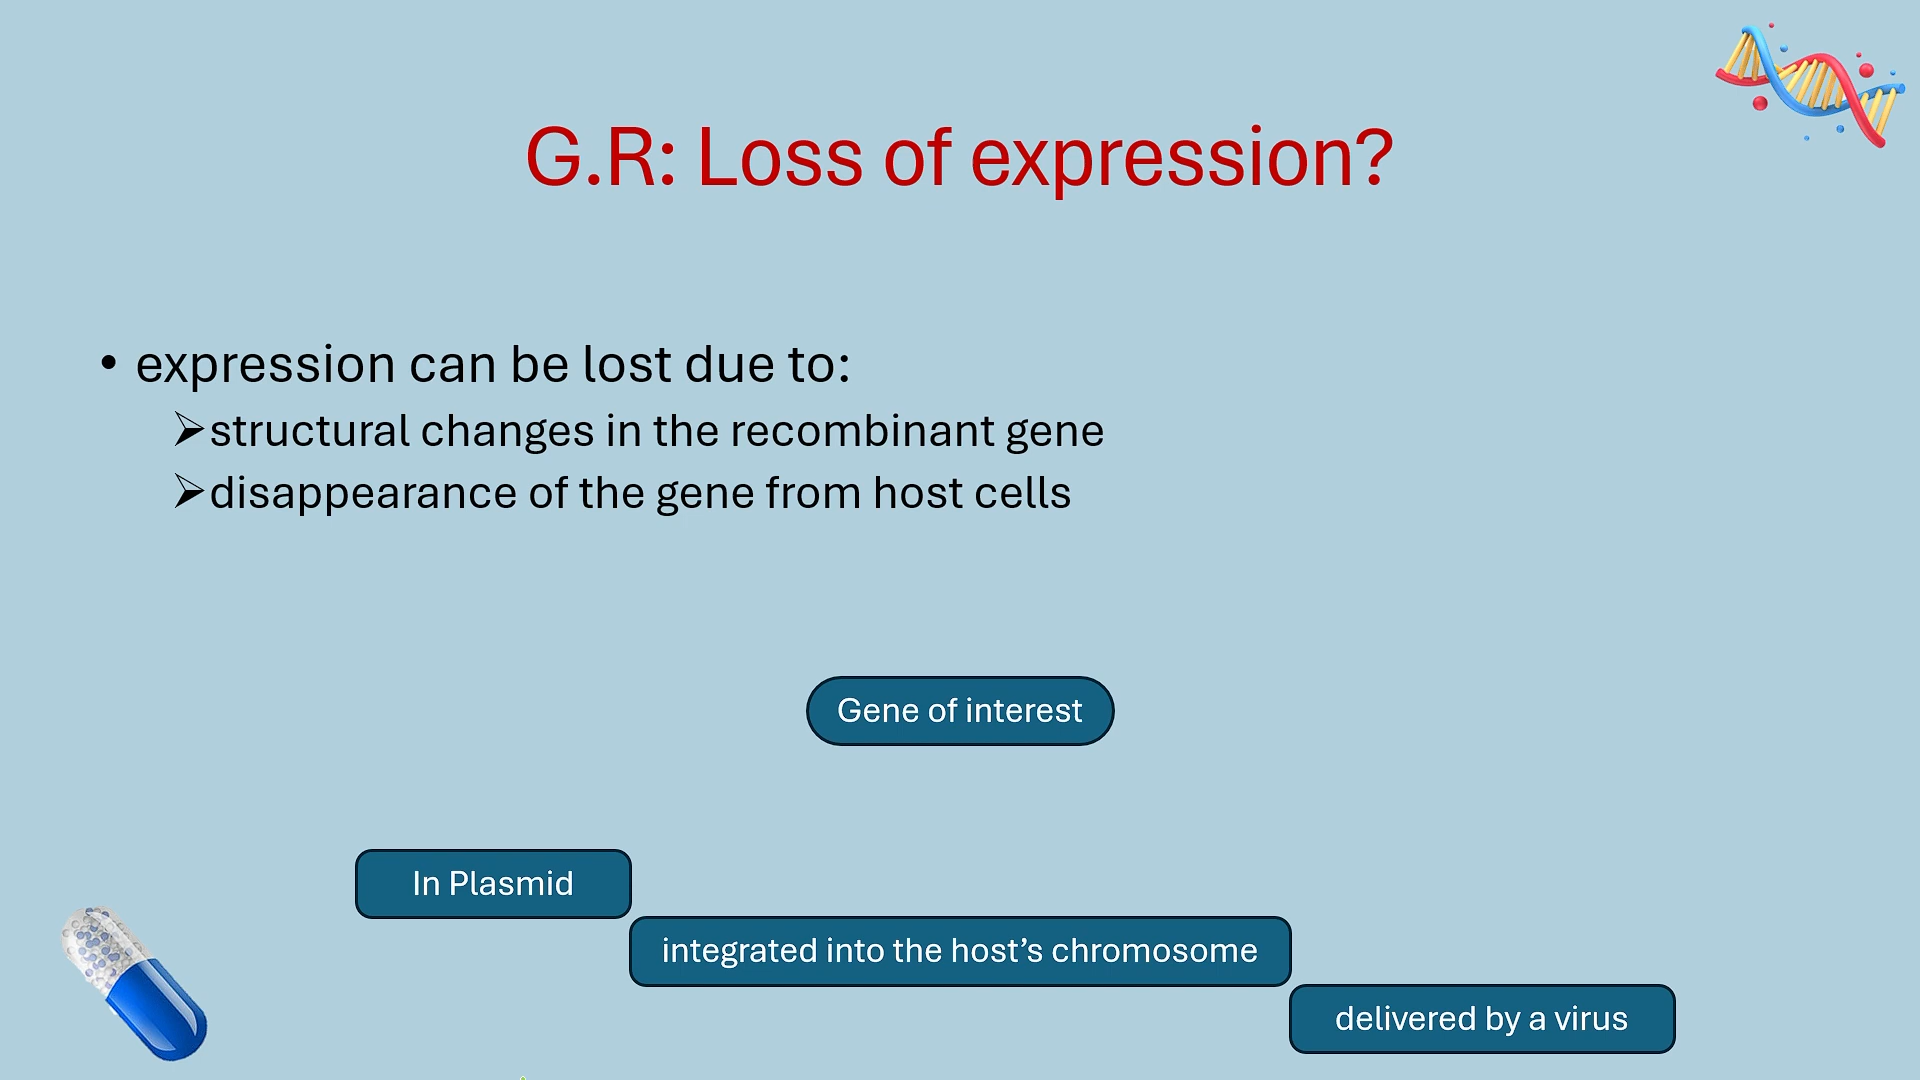 G.R: Loss of expression?
• expression can be lost due to:
➢structural changes in the recombinant gene
➢disappearance of the gene from host cells
Gene of interest
In Plasmid
integrated into the host’s chromosome
delivered by a virus